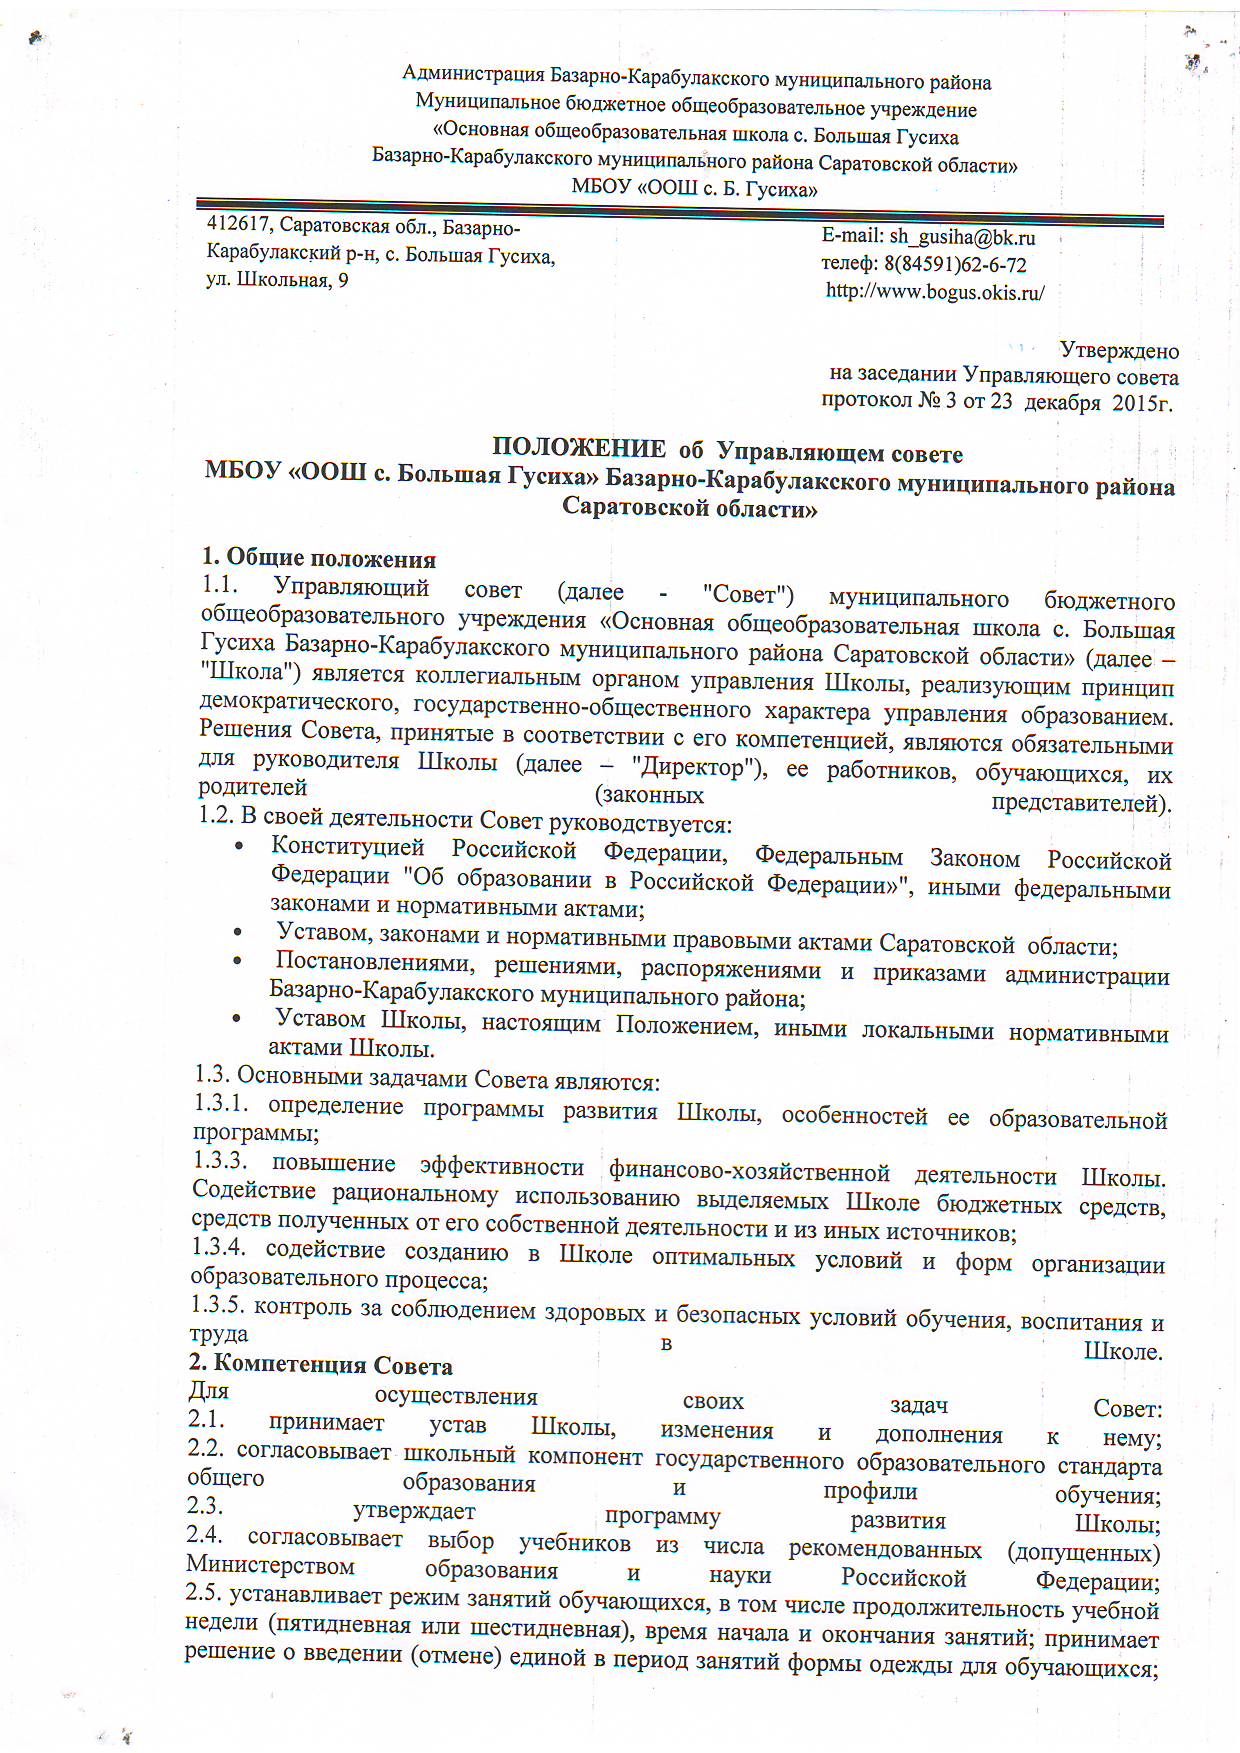 Администрация Базарно-Карабулакского муниципального района
Муниципальное бюджетное общеобразовательное учреждение
«Основная общеобразовательная школа с. Большая Гусиха
Базарно-Карабулакского муниципального района Саратовской области»
МБОУ «ООШ с. Б. Гусиха»
412617, Саратовская обл., Базарно-
Карабулакский р-н, с. Большая Гусиха,
ул. Школьная, 9
E-mail: sh_gusiha@bk.ru
телеф: 8(84591)62-6-72
http://www.bogus.okis.ru/
Утверждено
на заседании Управляющего совета
протокол № 3 от 23 декабря 2015г.
ПОЛОЖЕНИЕ об Управляющем совете
МБОУ «ООШ с. Большая Гусиха» Базарно-Карабулакского муниципального района
Саратовской области»
1. Общие положения
1.1. Управляющий совет (далее - "Совет") муниципального бюджетного
общеобразовательного учреждения «Основная общеобразовательная школа с. Большая
Гусиха Базарно-Карабулакского муниципального района Саратовской области» (далее –
"Школа") является коллегиальным органом управления Школы, реализующим принцип
демократического, государственно-общественного характера управления образованием.
Решения Совета, принятые в соответствии с его компетенцией, являются обязательными
для руководителя Школы (далее – "Директор"), ее работников, обучающихся, их
родителей (законных представителей).
1.2. В своей деятельности Совет руководствуется:
• Конституцией Российской Федерации, Федеральным Законом Российской
Федерации "Об образовании в Российской Федерации»", иными федеральными
законами и нормативными актами;
• Уставом, законами и нормативными правовыми актами Саратовской области;
• Постановлениями, решениями, распоряжениями и приказами администрации
Базарно-Карабулакского муниципального района;
• Уставом Школы, настоящим Положением, иными локальными нормативными
актами Школы.
1.3. Основными задачами Совета являются:
1.3.1. определение программы развития Школы, особенностей ее образовательной
программы;
1.3.3. повышение эффективности финансово-хозяйственной деятельности Школы.
Содействие рациональному использованию выделяемых Школе бюджетных средств,
средств полученных от его собственной деятельности и из иных источников;
1.3.4. содействие созданию в Школе оптимальных условий и форм организации
образовательного процесса;
1.3.5. контроль за соблюдением здоровых и безопасных условий обучения, воспитания и
труда в Школе.
2. Компетенция Совета
Для осуществления своих задач Совет:
2.1. принимает устав Школы, изменения и дополнения к нему;
2.2. согласовывает школьный компонент государственного образовательного стандарта
общего образования и профили обучения;
2.3. утверждает программу развития Школы;
2.4. согласовывает выбор учебников из числа рекомендованных (допущенных)
Министерством образования и науки Российской Федерации;
2.5. устанавливает режим занятий обучающихся, в том числе продолжительность учебной
недели (пятидневная или шестидневная), время начала и окончания занятий; принимает
решение о введении (отмене) единой в период занятий формы одежды для обучающихся;